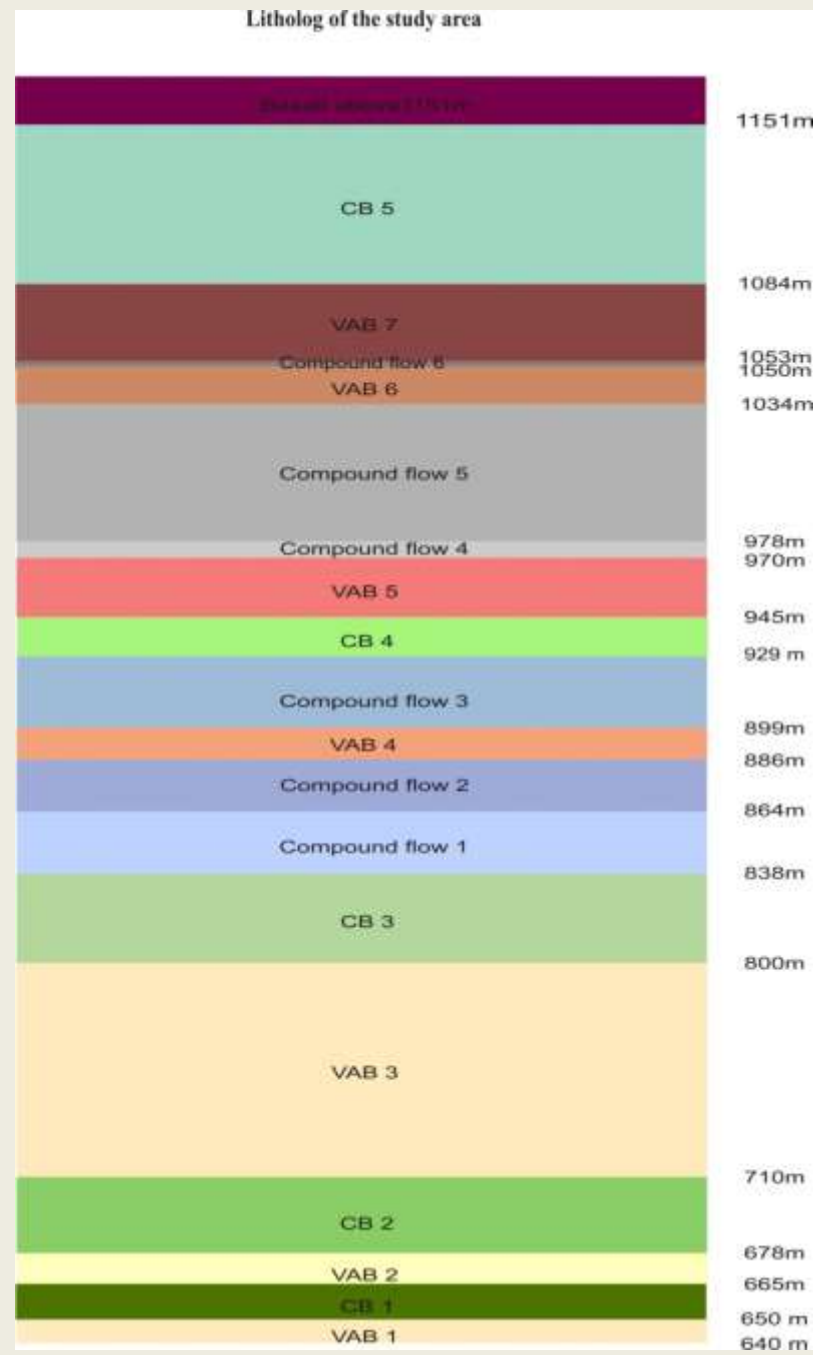 Litholog of the study area
1151m
CB 5
1084m
VAB 7
1053m
Compound flow 6
1050m
VAB 6
1034m
Compound flow 5
978m
Compound flow 4
970m
VAB 5
945m
CB 4
929 m
Compound flow 3
899m
VAB 4
886m
Compound flow 2
864m
Compound flow 1
838m
CB 3
800m
VAB 3
710m
CB 2
678m
VAB 2
665m
CB 1
650 m
VAB 1
640 m